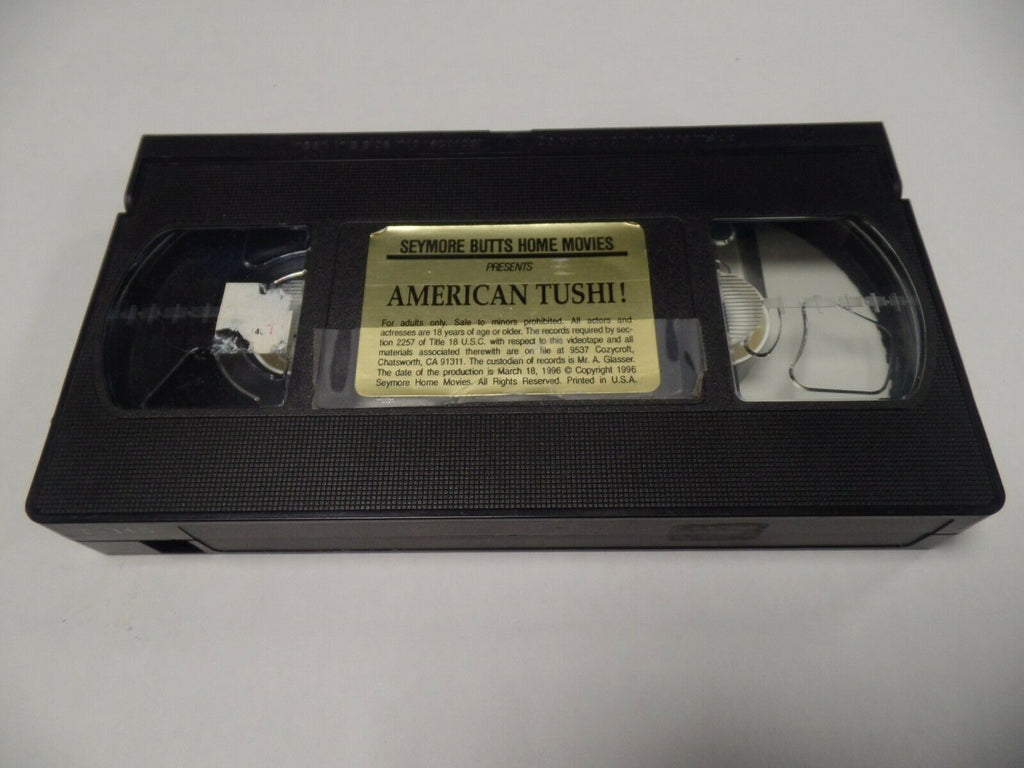 SEYMORE BUTTS HOME MOVIES
PRESENTS
AMERICAN TUSHI!
For adults only. Sale to minors prohibited. All actors and
actresses are 18 years of age or older. The records required by sec-
tion 2257 of Title 18 U.S.C. with respect to this videotape and all
materials associated therewith are on file at 9537 Cozycroft,
Chatsworth, CA 91311. The custodian of records is Mr. A. Glasser.
The date of the production is March 18, 1996 © Copyright 1996
Seymore Home Movies. All Rights Reserved. Printed in U.S.A.